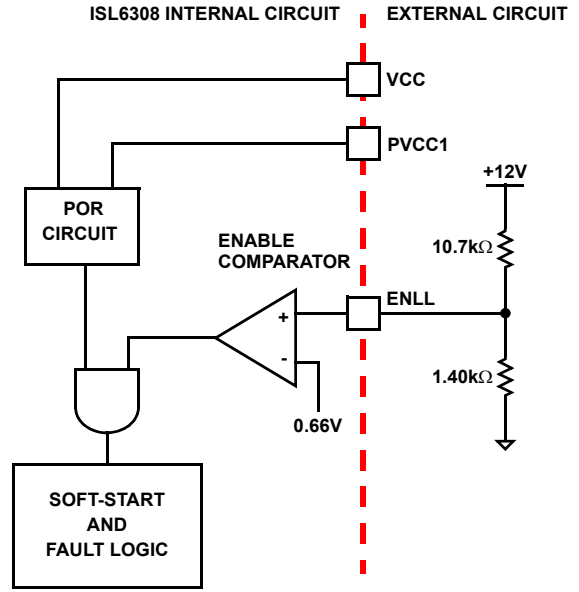 ISL6308 INTERNAL CIRCUIT
EXTERNAL CIRCUIT
VCC
PVCC1
+12V
POR
CIRCUIT
10.7kΩ
ENABLE
COMPARATOR
ENLL
+
-
1.40kΩ
0.66V
SOFT-START
AND
FAULT LOGIC